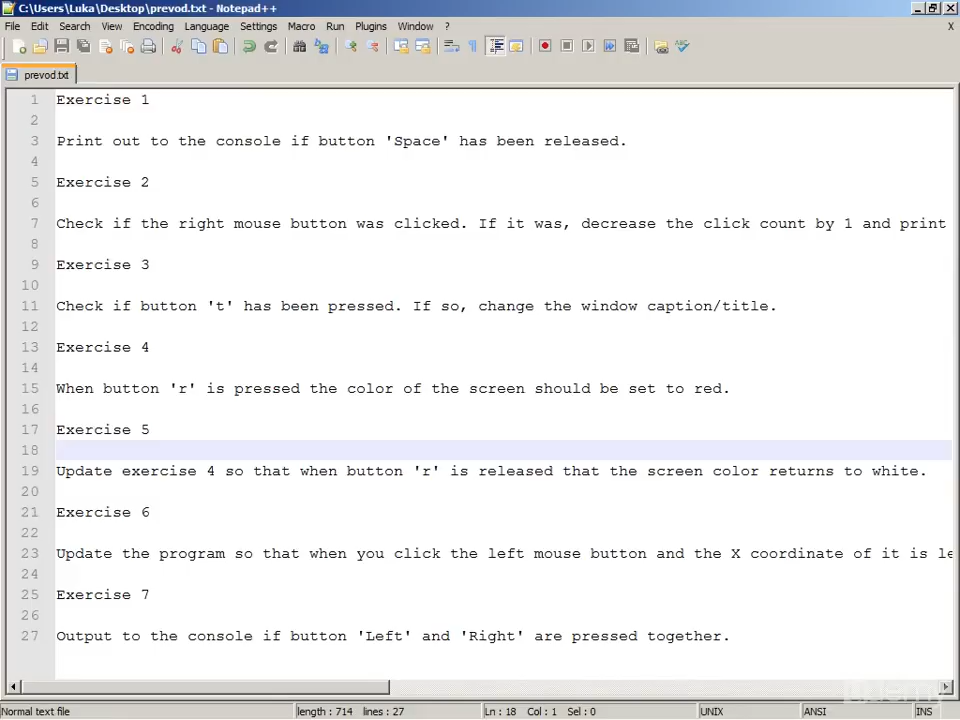 C:\Users\Luka\Desktop\prevod.txt - Notepad++
File Edit Search View Encoding Language Settings Macro Run Plugins Window ? X
prevod.txt
1 Exercise 1
2
3 Print out to the console if button 'Space' has been released.
4
5 Exercise 2
6
7 Check if the right mouse button was clicked. If it was, decrease the click count by 1 and print
8
9 Exercise 3
10
11 Check if button 't' has been pressed. If so, change the window caption/title.
12
13 Exercise 4
14
15 When button 'r' is pressed the color of the screen should be set to red.
16
17 Exercise 5
18
19 Update exercise 4 so that when button 'r' is released that the screen color returns to white.
20
21 Exercise 6
22
23 Update the program so that when you click the left mouse button and the X coordinate of it is le
24
25 Exercise 7
26
27 Output to the console if button 'Left' and 'Right' are pressed together.
Udemy
Normal text file length : 714 lines : 27 Ln : 18 Col : 1 Sel : 0 UNIX ANSI INS